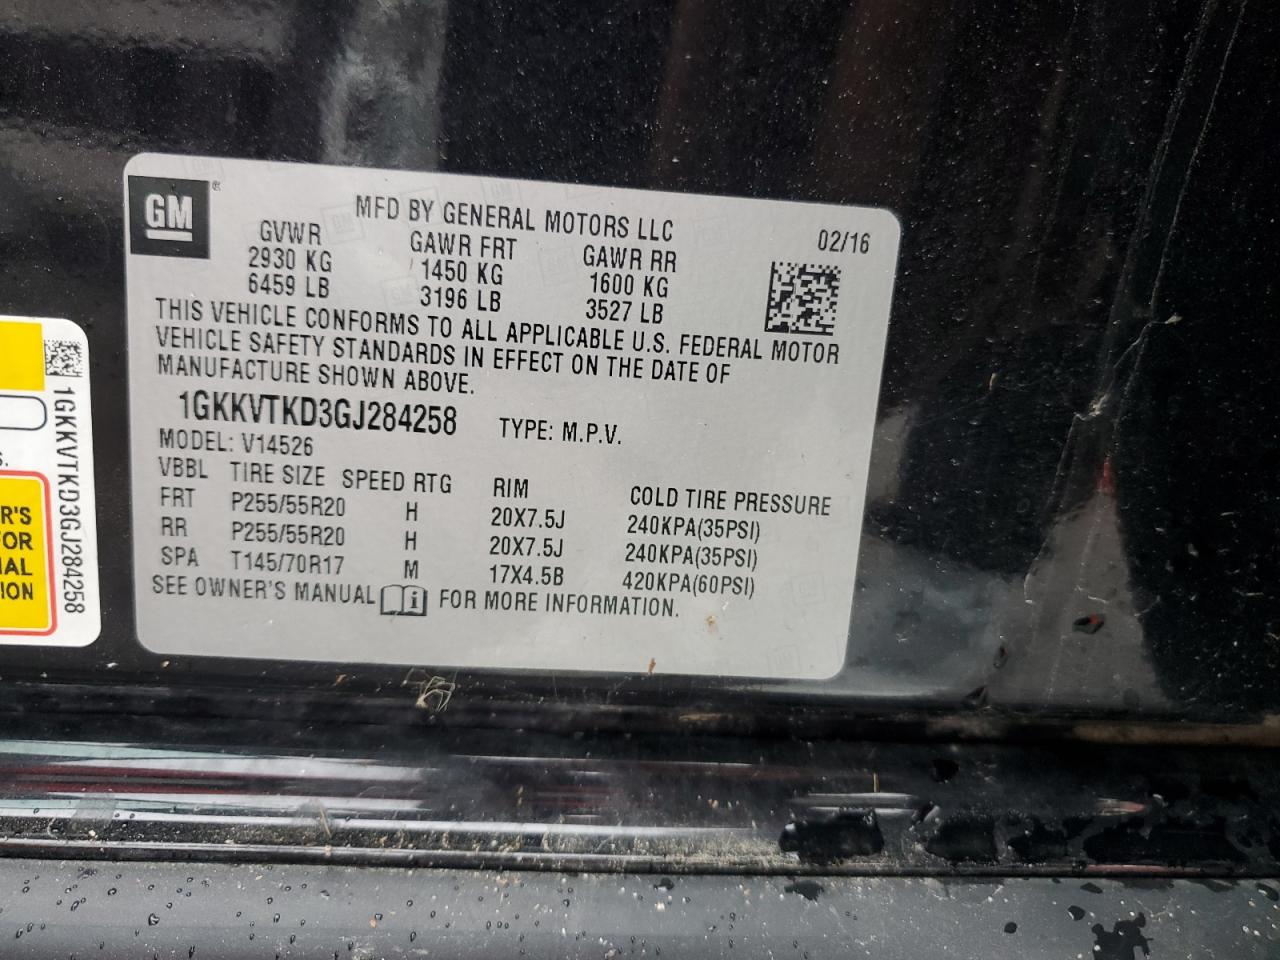 GM
MFD BY GENERAL MOTORS LLC
02/16
GVWR GAWR FRT GAWR RR
2930 KG 1450 KG 1600 KG
6459 LB 3196 LB 3527 LB
THIS VEHICLE CONFORMS TO ALL APPLICABLE U.S. FEDERAL MOTOR
VEHICLE SAFETY STANDARDS IN EFFECT ON THE DATE OF
MANUFACTURE SHOWN ABOVE.
1GKKVTKD3GJ284258 TYPE: M.P.V.
MODEL: V14526
VBBL TIRE SIZE SPEED RTG RIM COLD TIRE PRESSURE
FRT P255/55R20 H 20X7.5J 240KPA(35PSI)
RR P255/55R20 H 20X7.5J 240KPA(35PSI)
SPA T145/70R17 M 17X4.5B 420KPA(60PSI)
SEE OWNER'S MANUAL i FOR MORE INFORMATION.
1GKKVTKD3GJ284258
S.
R'S
FOR
IAL
ION